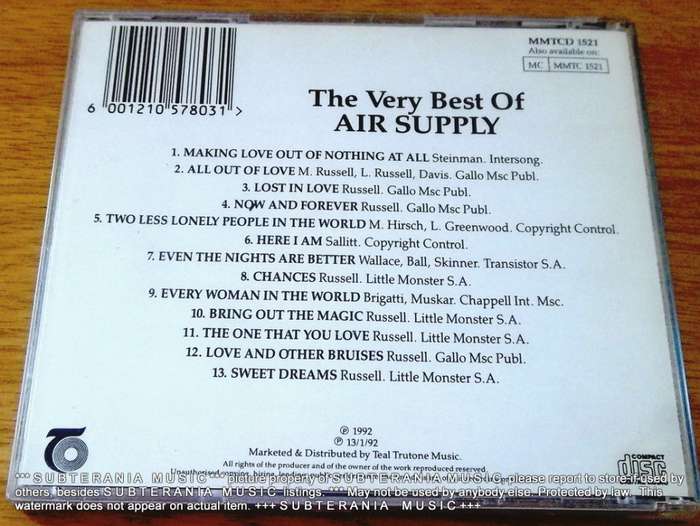 MMTCD 1521
Also available on:
MC MMTC 1521
6 001210 578031 >
The Very Best Of
AIR SUPPLY
1. MAKING LOVE OUT OF NOTHING AT ALL Steinman. Intersong.
2. ALL OUT OF LOVE M. Russell, L. Russell, Davis. Gallo Msc Publ.
3. LOST IN LOVE Russell. Gallo Msc Publ.
4. NOW AND FOREVER Russell. Gallo Msc Publ.
5. TWO LESS LONELY PEOPLE IN THE WORLD M. Hirsch, L. Greenwood. Copyright Control.
6. HERE I AM Sallitt. Copyright Control.
7. EVEN THE NIGHTS ARE BETTER Wallace, Ball, Skinner. Transistor S.A.
8. CHANCES Russell. Little Monster S.A.
9. EVERY WOMAN IN THE WORLD Brigatti, Muskar. Chappell Int. Msc.
10. BRING OUT THE MAGIC Russell. Little Monster S.A.
11. THE ONE THAT YOU LOVE Russell. Little Monster S.A.
12. LOVE AND OTHER BRUISES Russell. Gallo Msc Publ.
13. SWEET DREAMS Russell. Little Monster S.A.
℗ 1992
℗ 13/1/92
Marketed & Distributed by Teal Trutone Music.
All rights of the producer and of the owner of the work reproduced reserved.
Unauthorised copying, hiring, lending, public
COMPACT
disc
*** S U B T E R A N I A M U S I C *** picture property of S U B T E R A N I A M U S I C, please report to store if used by
others, besides S U B T E R A N I A M U S I C listings. *** May not be used by anybody else. Protected by law. This
watermark does not appear on actual item. +++ S U B T E R A N I A M U S I C +++